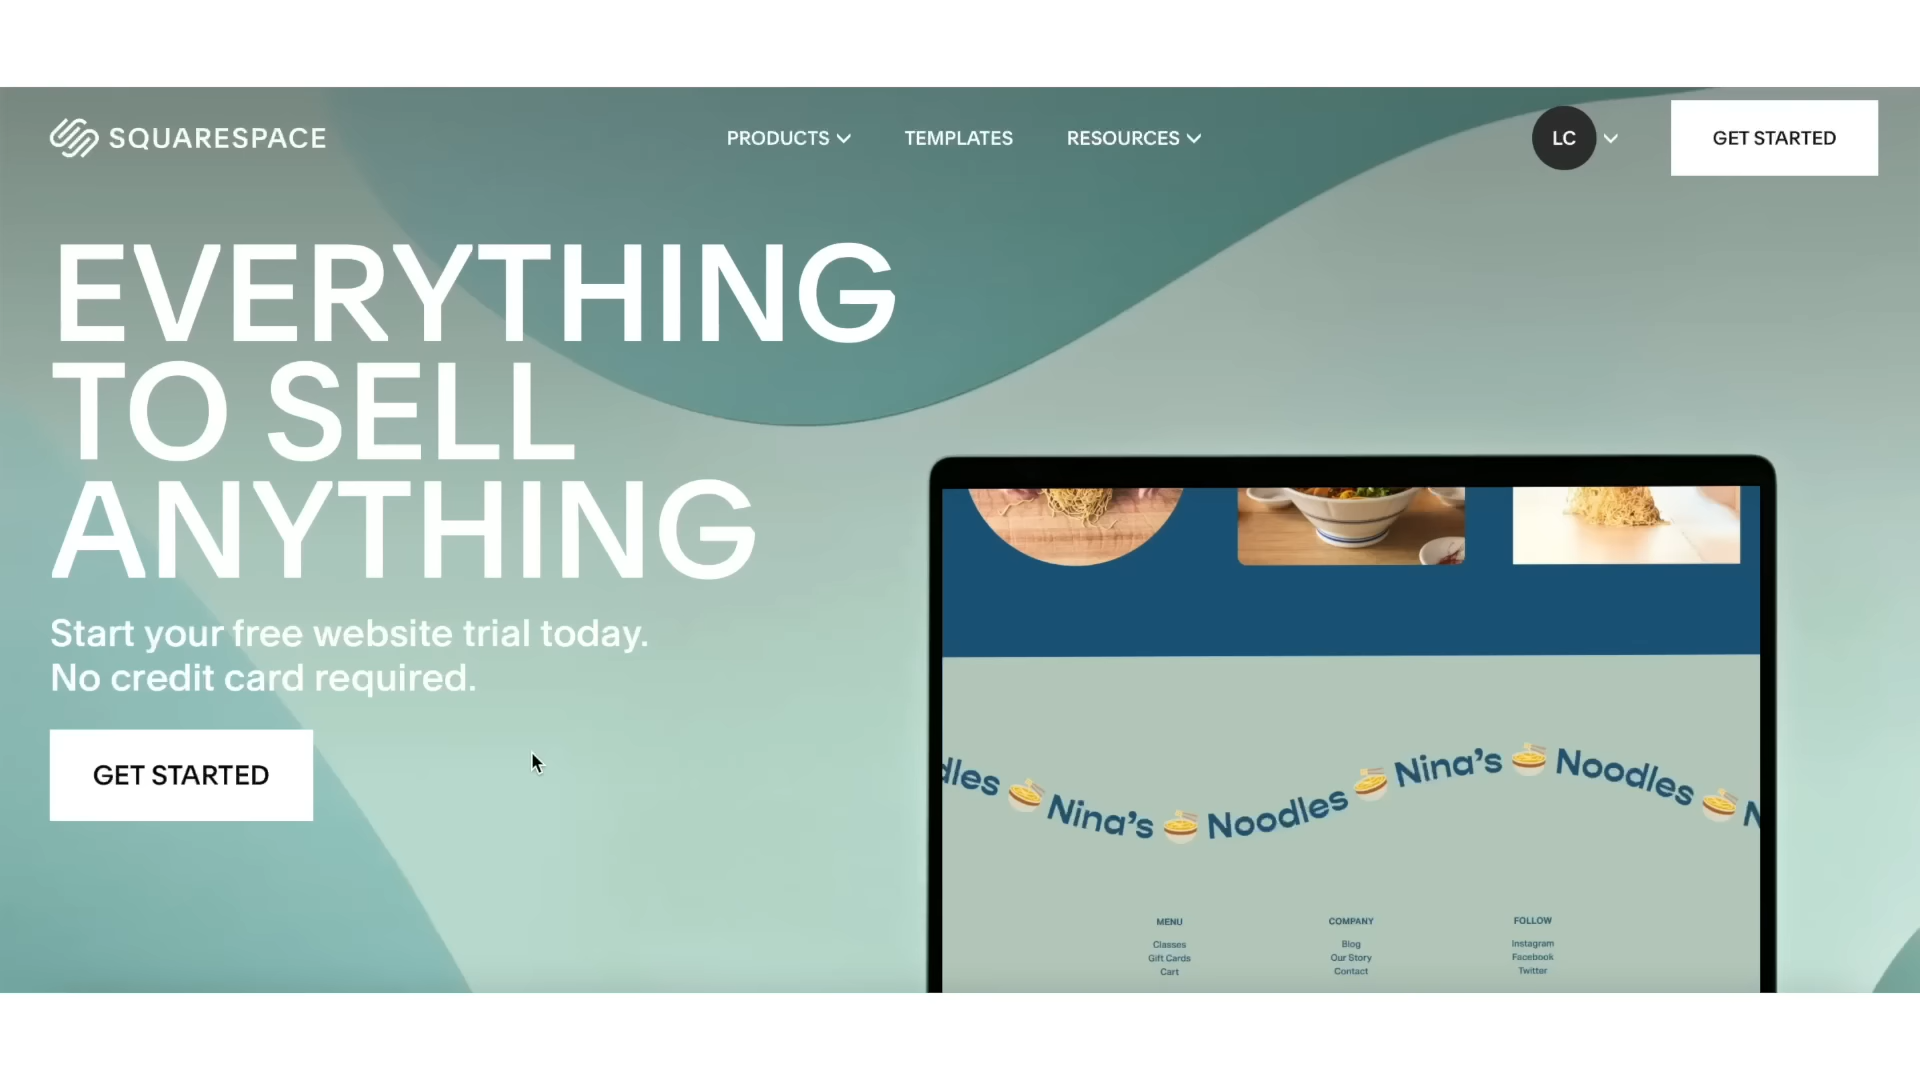 SQUARESPACE
PRODUCTS
TEMPLATES
RESOURCES
LC
GET STARTED
EVERYTHING
TO SELL
ANYTHING
Start your free website trial today.
No credit card required.
GET STARTED
dles Nina's Noodles Nina's Noodles N
MENU
Classes
Gift Cards
Cart
COMPANY
Blog
Our Story
Contact
FOLLOW
Instagram
Facebook
Twitter